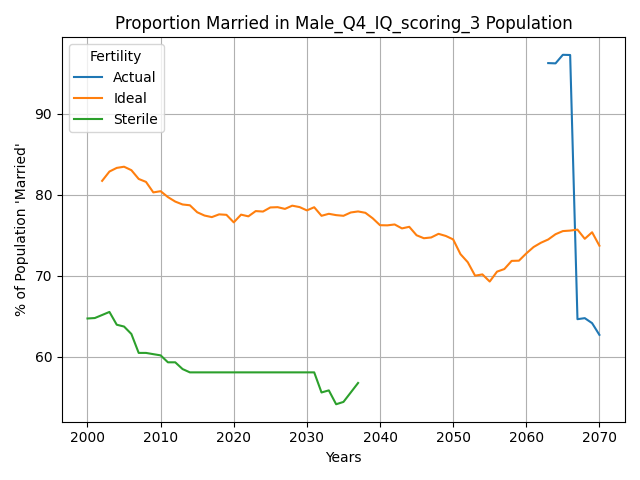 Proportion Married in Male_Q4_IQ_scoring_3 Population
Fertility
Actual
Ideal
Sterile
% of Population 'Married'
90
80
70
60
2000 2010 2020 2030 2040 2050 2060 2070
Years